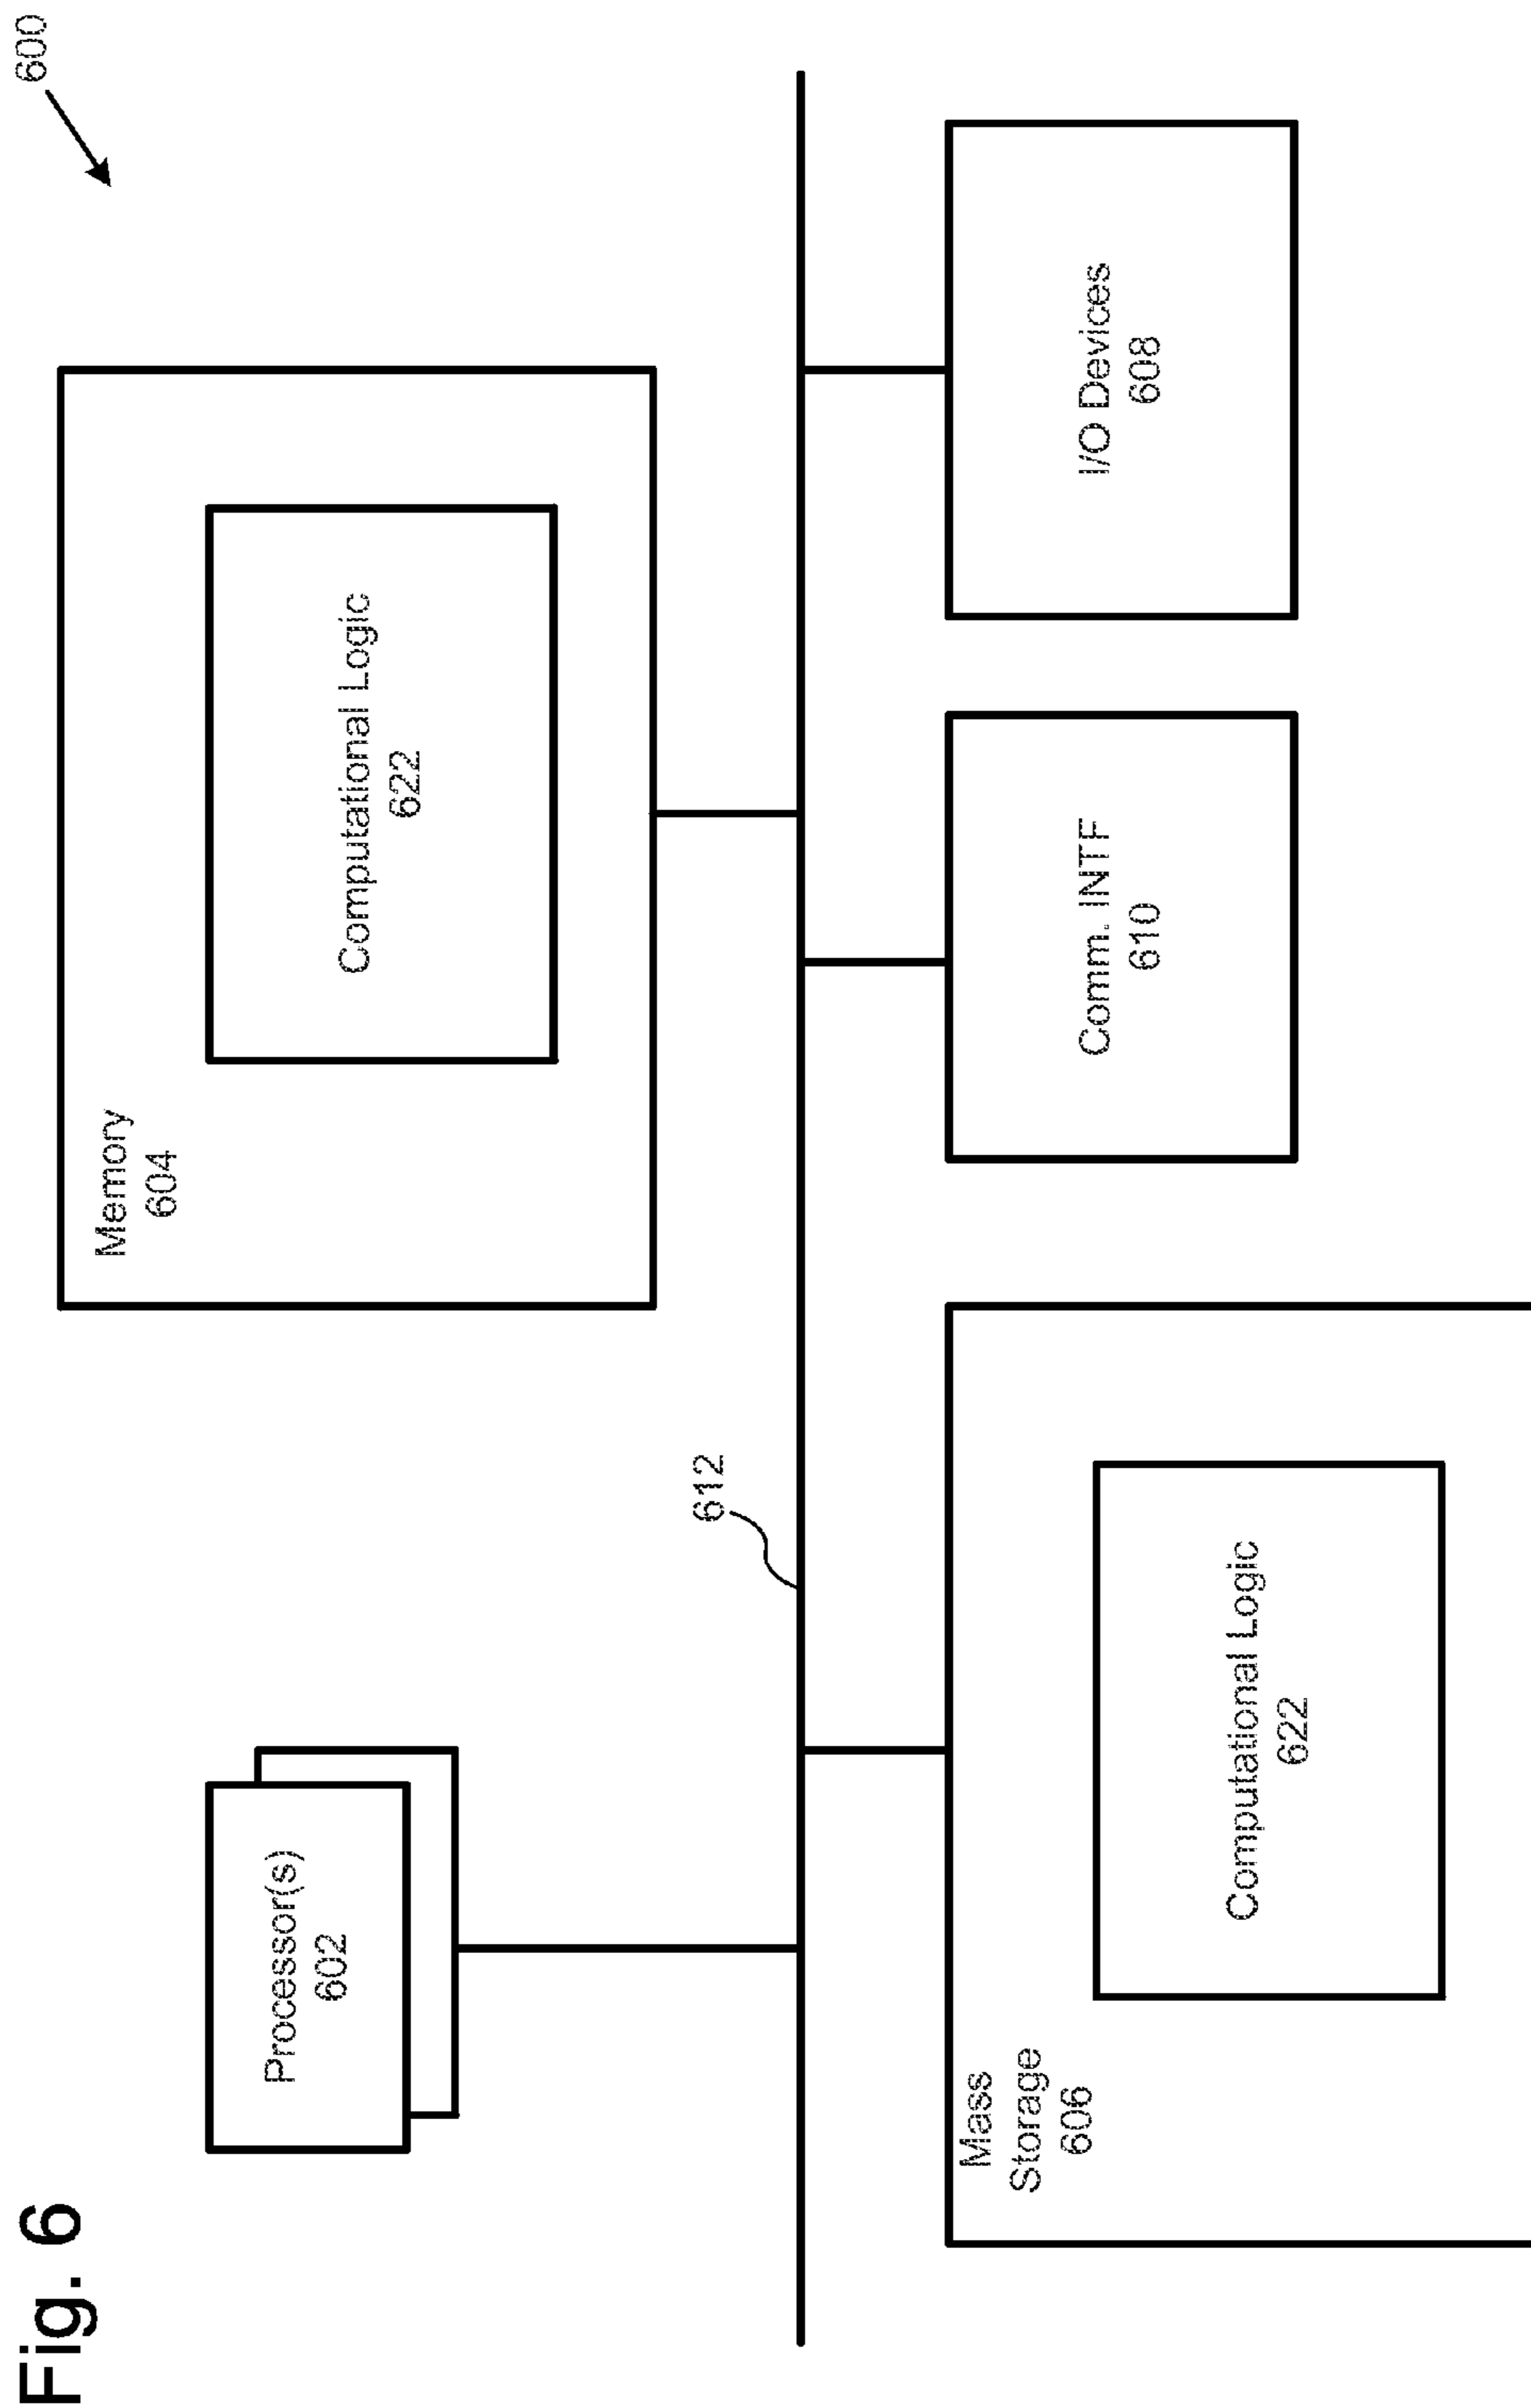 Fig. 6
600
Processor(s)
602
Memory
604
Computational Logic
622
612
Mass
Storage
606
Computational Logic
622
Comm. INTF
610
I/O Devices
608